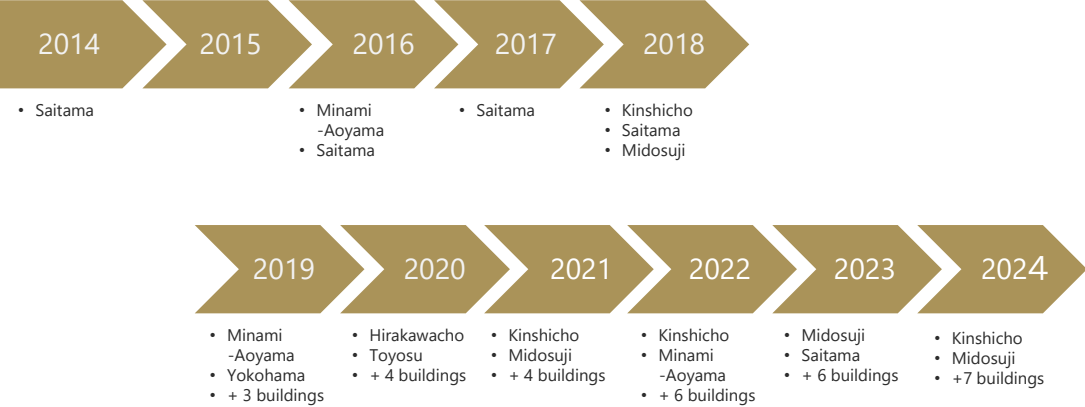 2014
2015
2016
2017
2018
• Saitama
• Minami
-Aoyama
• Saitama
• Saitama
• Kinshicho
• Saitama
• Midosuji
2019
2020
2021
2022
2023
2024
• Minami
-Aoyama
• Yokohama
• + 3 buildings
• Hirakawacho
• Toyosu
• + 4 buildings
• Kinshicho
• Midosuji
• + 4 buildings
• Kinshicho
• Minami
-Aoyama
• + 6 buildings
• Midosuji
• Saitama
• + 6 buildings
• Kinshicho
• Midosuji
• +7 buildings